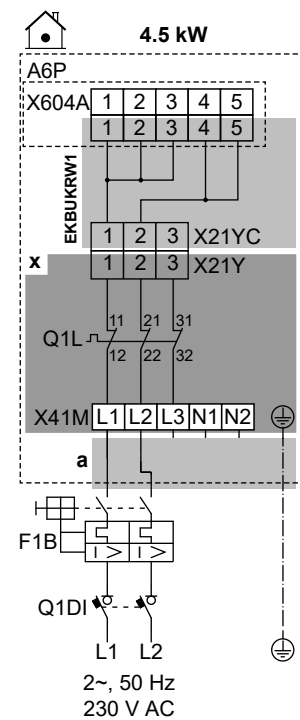 4.5 kW
A6P
X604A 1 2 3 4 5
1 2 3 4 5
EKBUKRW1
1 2 3 X21YC
x 1 2 3 X21Y
11 21 31
Q1L
12 22 32
X41M L1 L2 L3 N1 N2
a
F1B
I > I >
Q1DI
L1 L2
2~, 50 Hz
230 V AC